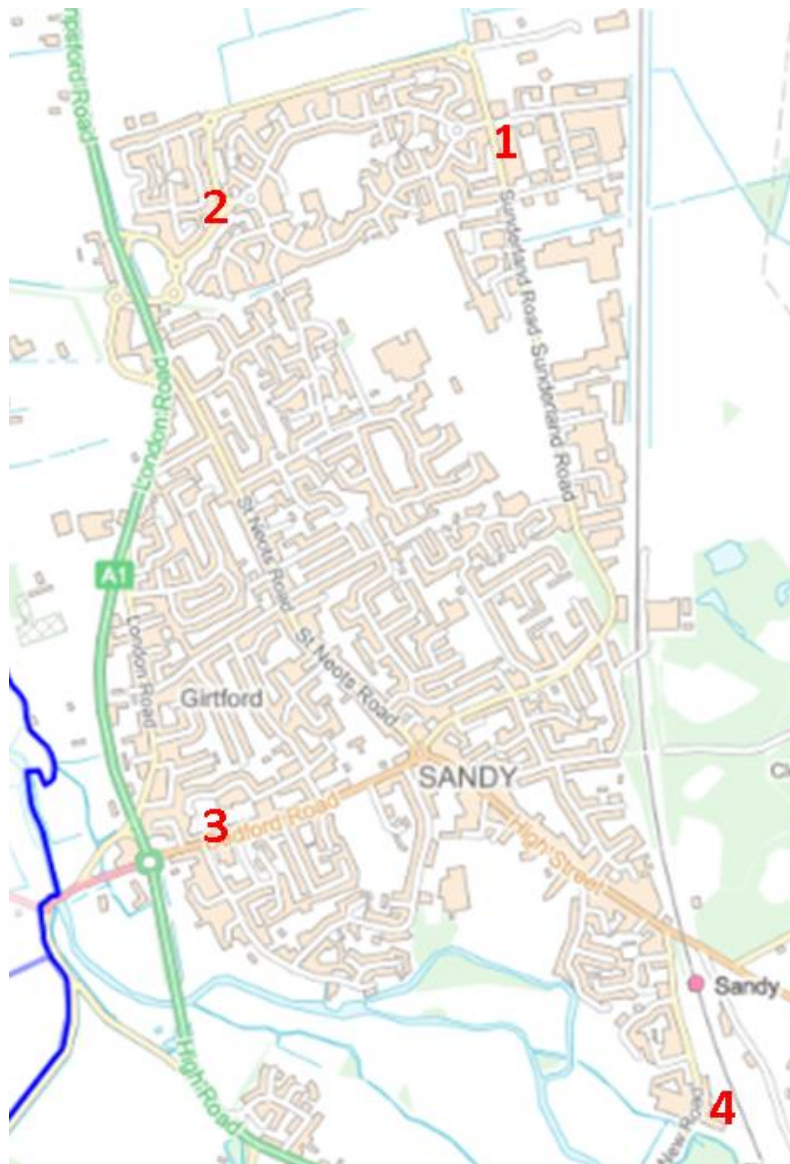 1
2
Sunderland Road
Sunderland Road
London Road
St Neots Road
A1
London Road
St Neots Road
Girtford
SANDY
3
High Street
Sandy
High Road
4
New Road